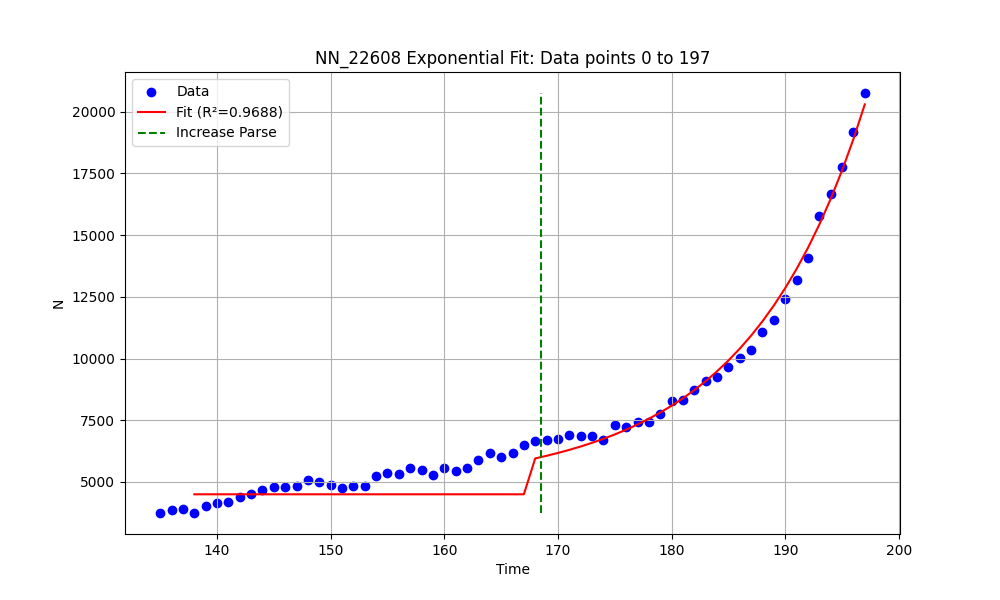 NN_22608 Exponential Fit: Data points 0 to 197
Data
Fit (R²=0.9688)
Increase Parse
20000
17500
15000
12500
10000
7500
5000
N
140 150 160 170 180 190 200
Time